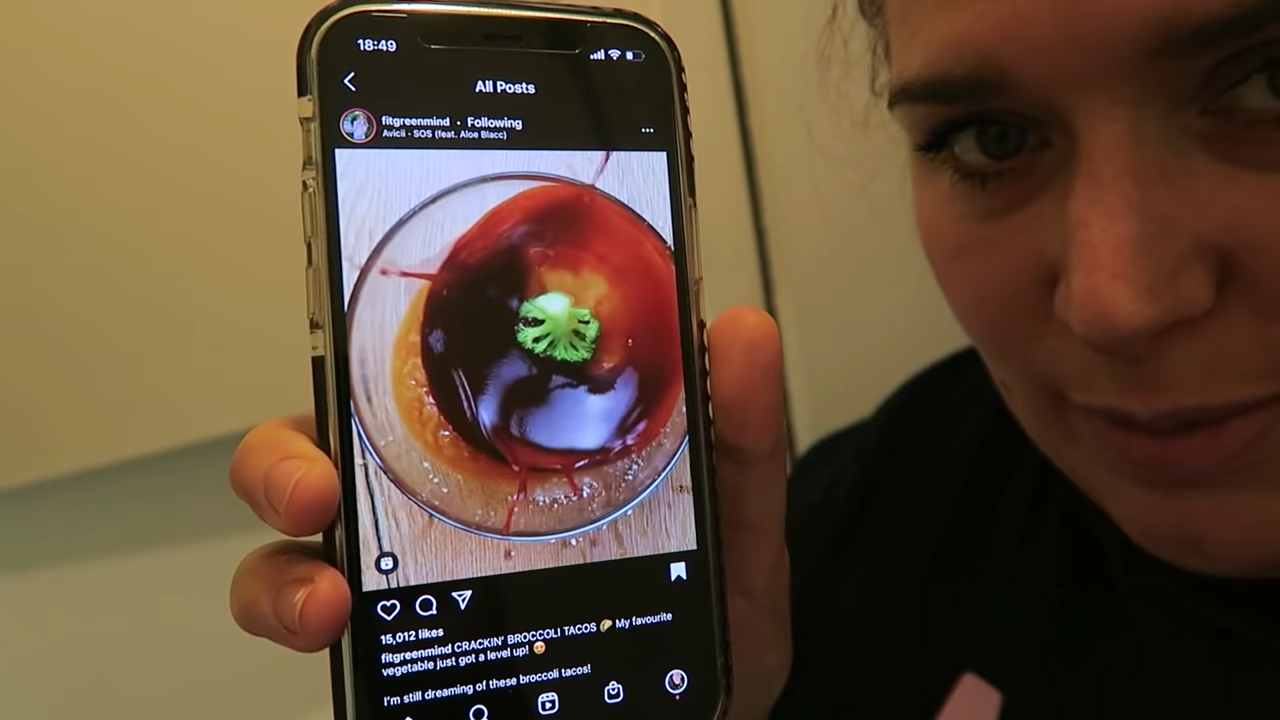 18:49
All Posts
fitgreenmind · Following
Avicii · SOS (feat. Aloe Blacc)
15,012 likes
fitgreenmind CRACKIN' BROCCOLI TACOS 🌮 My favourite
vegetable just got a level up! 😍
I'm still dreaming of these broccoli tacos!